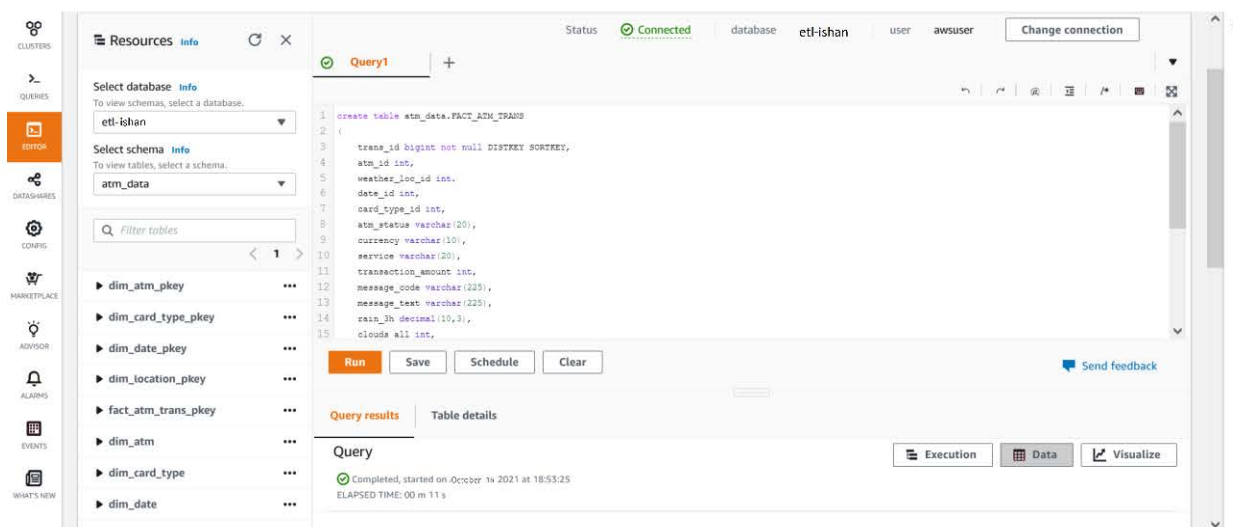 CLUSTERS
QUERIES
EDITOR
DATASHARES
CONFIG
MARKETPLACE
ADVISOR
ALARMS
EVENTS
WHAT'S NEW
Resources Info
Select database Info
To view schemas, select a database.
etl-ishan
Select schema Info
To view tables, select a schema.
atm_data
Filter tables
< 1 >
dim_atm_pkey
dim_card_type_pkey
dim_date_pkey
dim_location_pkey
fact_atm_trans_pkey
dim_atm
dim_card_type
dim_date
Status Connected database etl-ishan user awsuser Change connection
Query1 +
1 create table atm_data.FACT_ATM_TRANS
2 (
3 trans_id bigint not null DISTKEY SORTKEY,
4 atm_id int,
5 weather_loc_id int.
6 date_id int,
7 card_type_id int,
8 atm_status varchar(20),
9 currency varchar(10),
10 service varchar(20),
11 transaction_amount int,
12 message_code varchar(225),
13 message_text varchar(225),
14 rain_3h decimal(10,3),
15 clouds_all int,
Run Save Schedule Clear
Send feedback
Query results Table details
Query
Execution Data Visualize
Completed, started on October 2021 at 18:53:25
ELAPSED TIME: 00 m 11 s